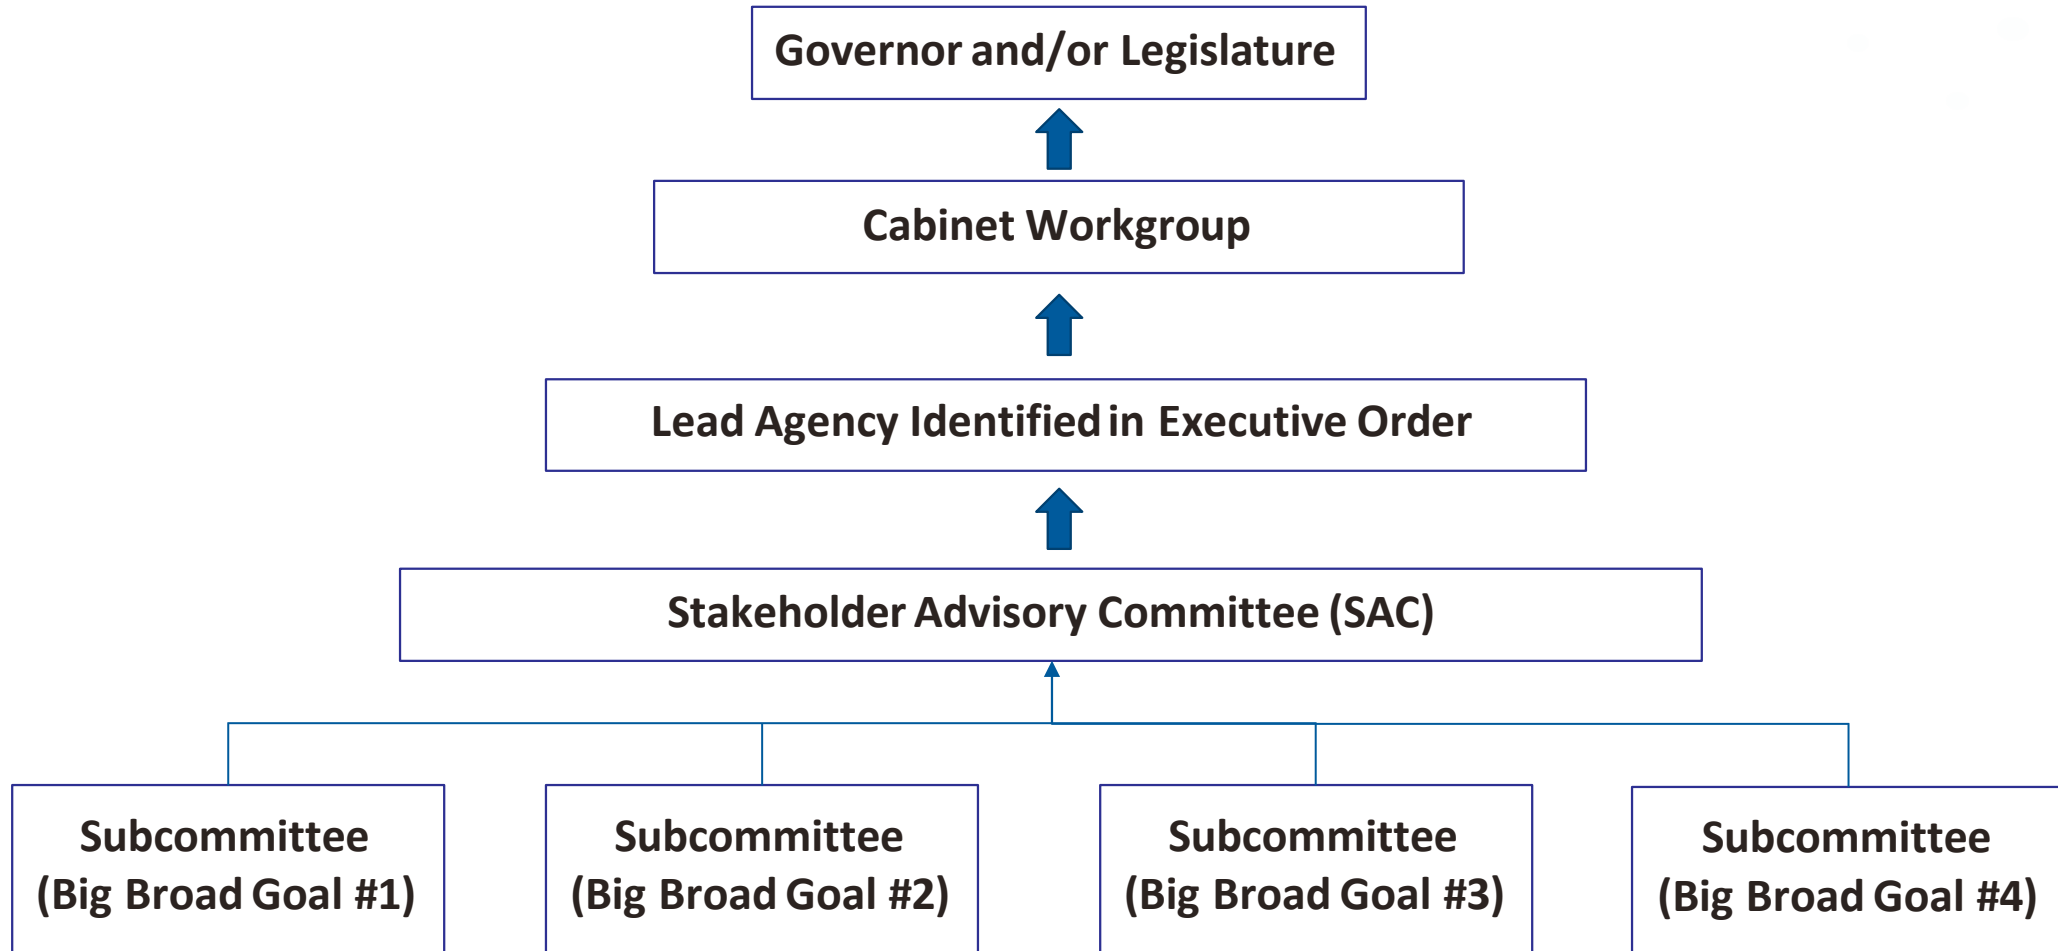 Governor and/or Legislature
Cabinet Workgroup
Lead Agency Identified in Executive Order
Stakeholder Advisory Committee (SAC)
Subcommittee
(Big Broad Goal #1)
Subcommittee
(Big Broad Goal #2)
Subcommittee
(Big Broad Goal #3)
Subcommittee
(Big Broad Goal #4)